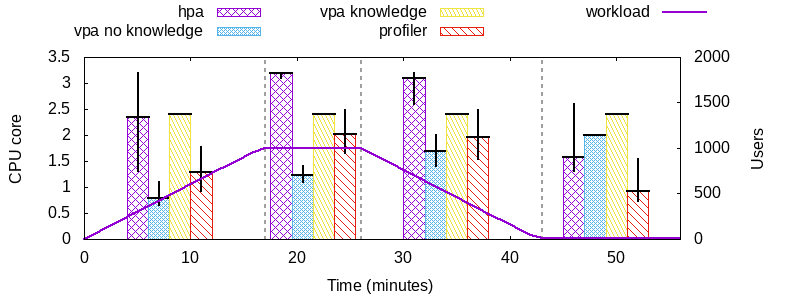 hpa vpa knowledge workload
vpa no knowledge profiler
3.5 2000
3
2.5 1500
2
1.5 1000
1
0.5 500
0 0
CPU core
Users
0 10 20 30 40 50
Time (minutes)